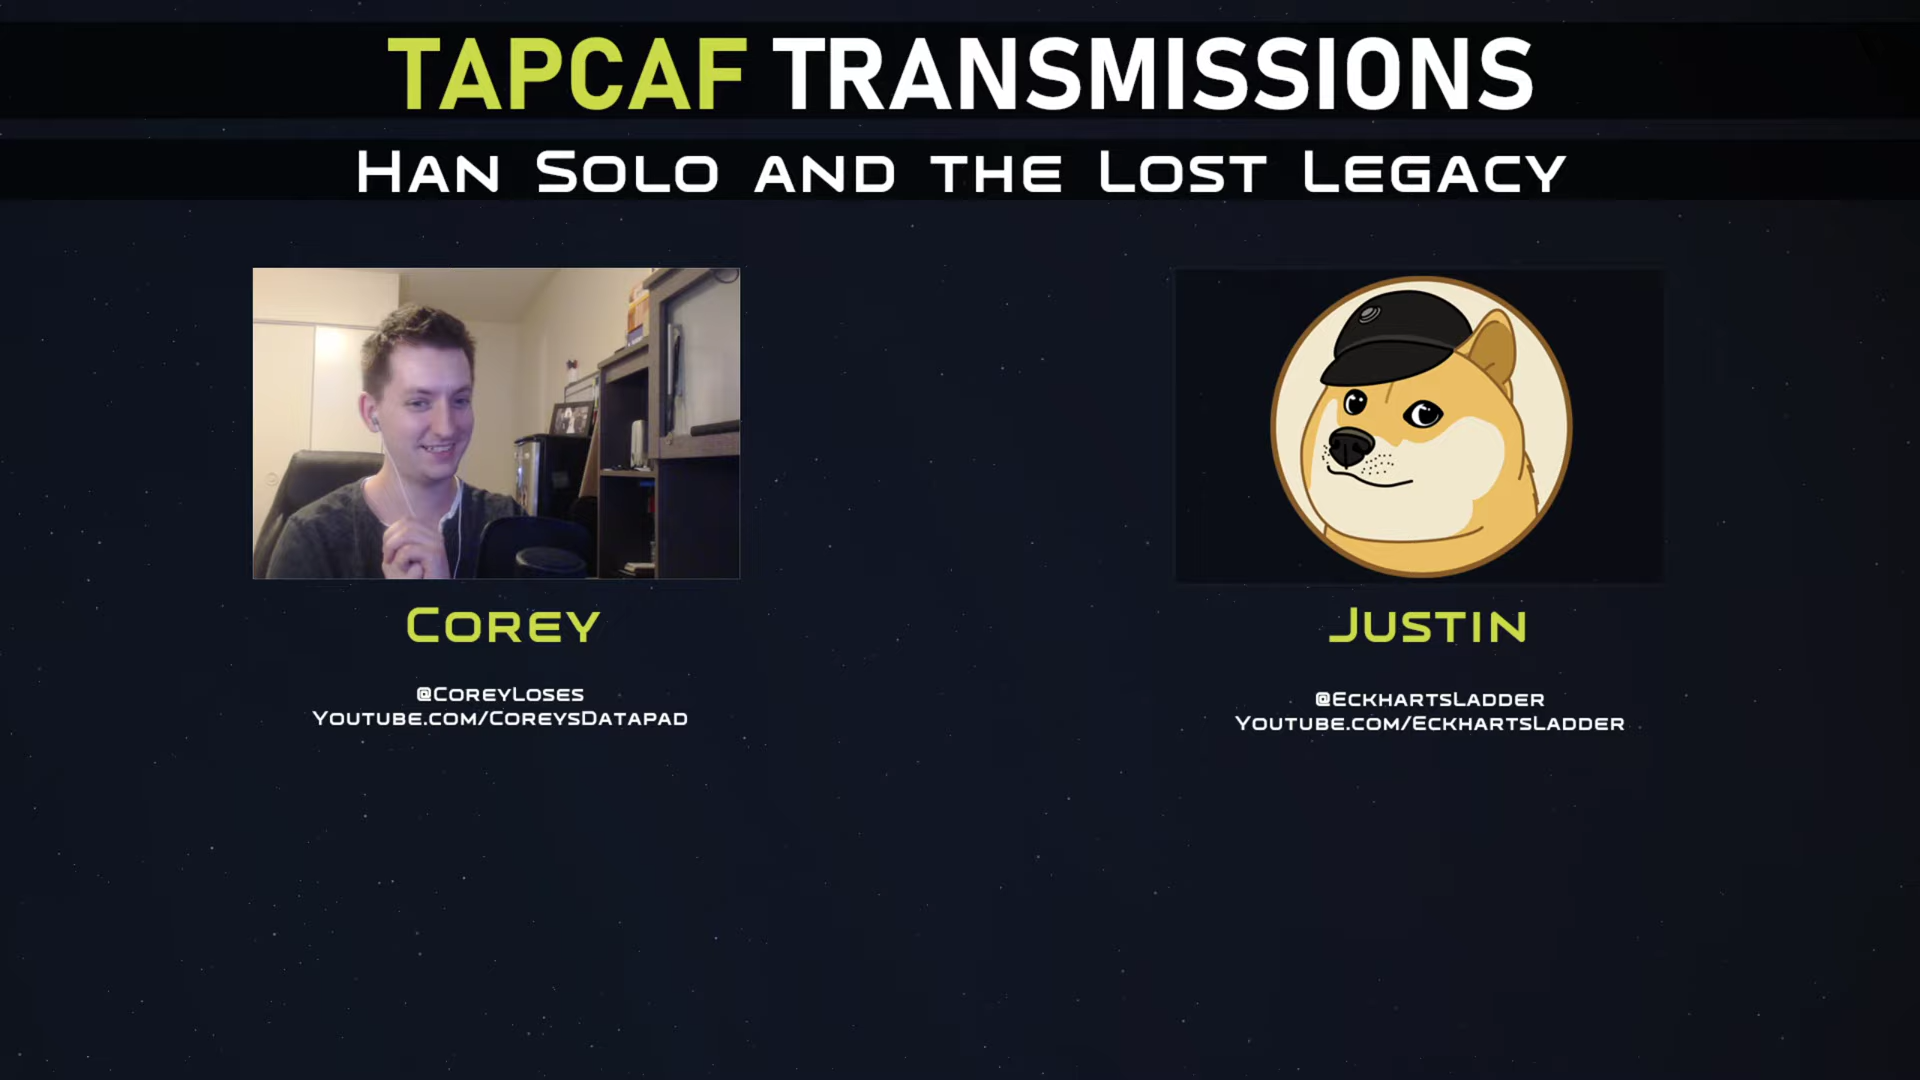 TAPCAF TRANSMISSIONS
HAN SOLO AND THE LOST LEGACY
COREY
@COREYLOSES
YOUTUBE.COM/COREYSDATAPAD
JUSTIN
@ECKHARTSLADDER
YOUTUBE.COM/ECKHARTSLADDER